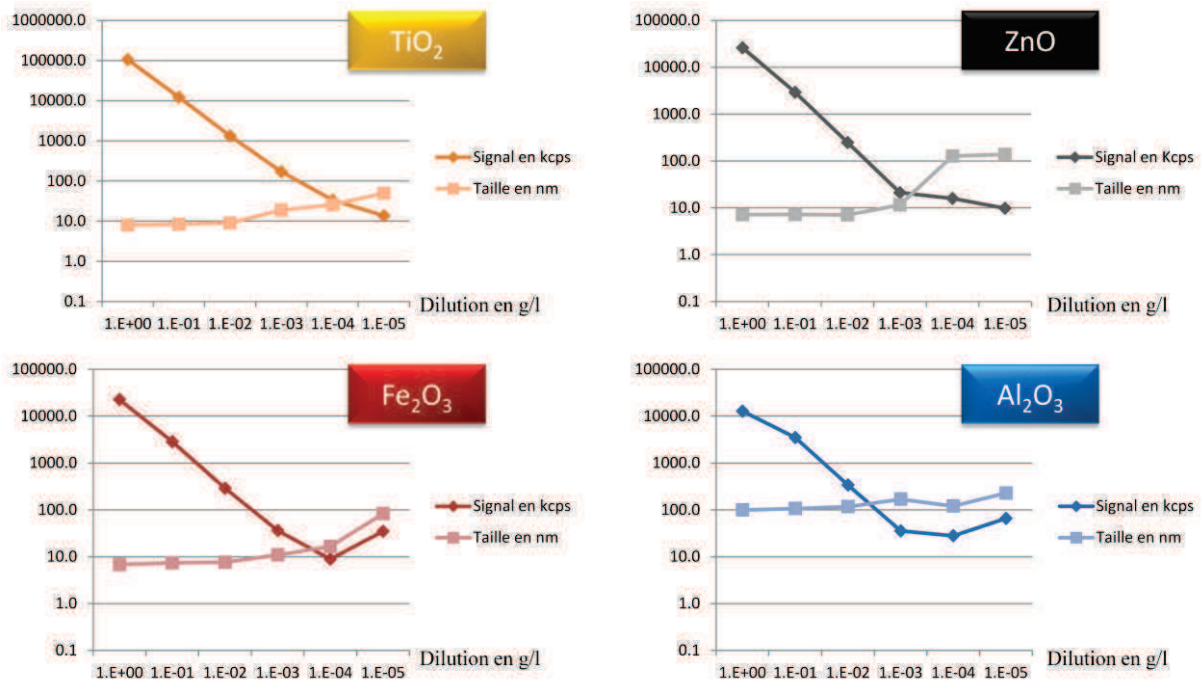 TiO2
1000000.0
100000.0
10000.0
1000.0
100.0
10.0
1.0
0.1
1.E+00 1.E-01 1.E-02 1.E-03 1.E-04 1.E-05
Dilution en g/l
Signal en kcps
Taille en nm
ZnO
100000.0
10000.0
1000.0
100.0
10.0
1.0
0.1
1.E+00 1.E-01 1.E-02 1.E-03 1.E-04 1.E-05
Dilution en g/l
Signal en Kcps
Taille en nm
Fe2O3
100000.0
10000.0
1000.0
100.0
10.0
1.0
0.1
1.E+00 1.E-01 1.E-02 1.E-03 1.E-04 1.E-05
Dilution en g/l
Signal en kcps
Taille en nm
Al2O3
100000.0
10000.0
1000.0
100.0
10.0
1.0
0.1
1.E+00 1.E-01 1.E-02 1.E-03 1.E-04 1.E-05
Dilution en g/l
Signal en kcps
Taille en nm